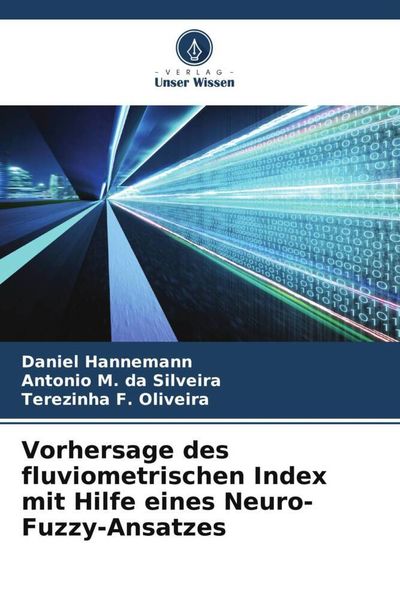 - VERLAG -
Unser Wissen
Daniel Hannemann
Antonio M. da Silveira
Terezinha F. Oliveira
Vorhersage des
fluviometrischen Index
mit Hilfe eines Neuro-
Fuzzy-Ansatzes